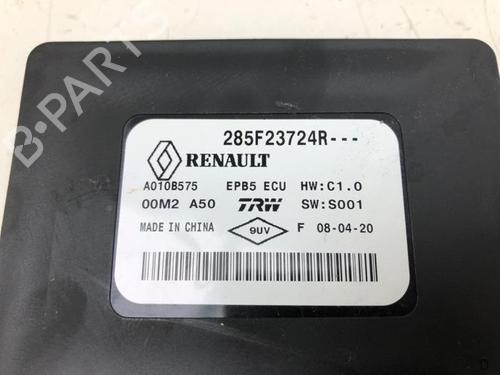 285F23724R---
RENAULT
A010B575 EPB5 ECU HW:C1.0
00M2 A50 TRW SW:S001
MADE IN CHINA 9UV F 08-04-20